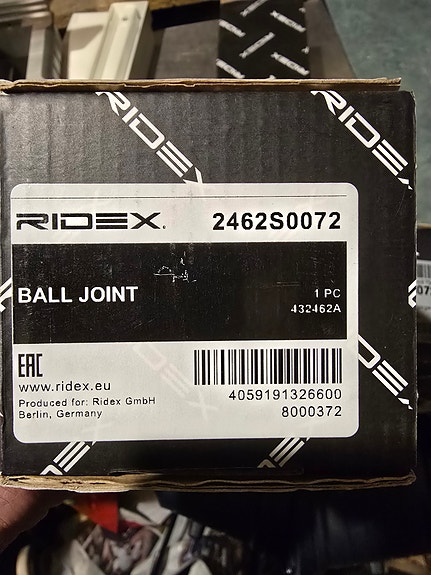 RIDEX
RIDEX
RIDEX
RIDEX 2462S0072
BALL JOINT
1 PC
432462A
EAC
www.ridex.eu
Produced for: Ridex GmbH
Berlin, Germany
4059191326600
8000372